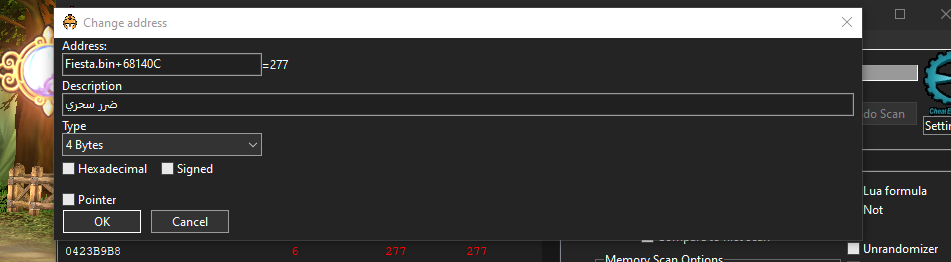 Change address
Address:
Fiesta.bin+68140C =277
Description
ضرر سحري
Type
4 Bytes
Hexadecimal Signed
Pointer
OK Cancel
do Scan
Cheat E
Settin
Lua formula
Not
Unrandomizer
0423B9B8 6 277 277
Memory Scan Options